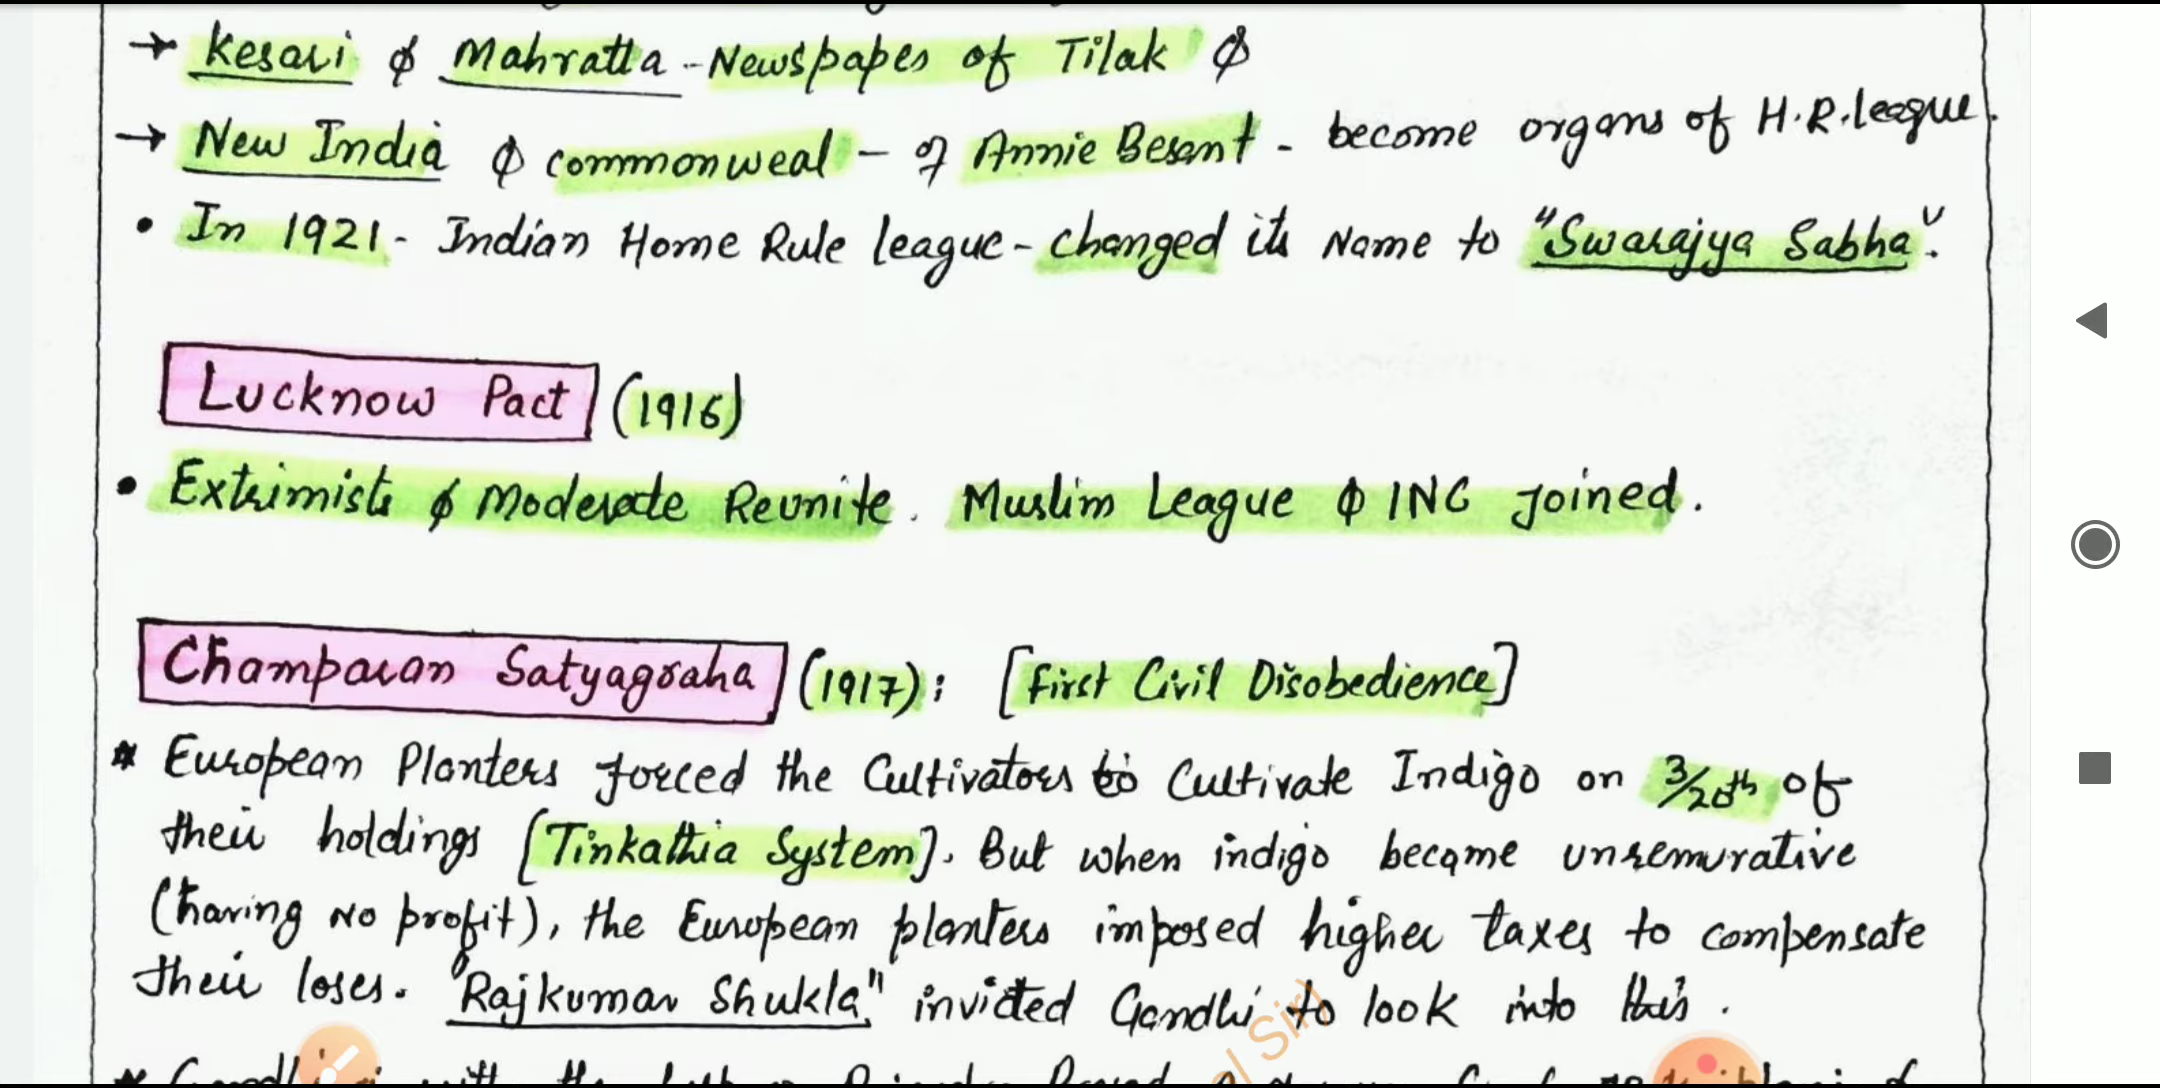 → Kesari & Mahratta - Newspapes of Tilak &
→ New India & commonweal - of Annie Besant - become organs of H.R. league.
• In 1921 - Indian Home Rule league - changed its Name to "Swarajya Sabha".
Lucknow Pact (1916)
• Extrimists & Moderate Reunite. Muslim League & INC Joined.
Champaran Satyagraha (1917): [First Civil Disobedience]
* European Planters forced the Cultivators to Cultivate Indigo on 3/20th of
their holdings [Tinkathia System]. But when indigo became unremurative
(having no profit), the European planters imposed higher taxes to compensate
their loses. "Rajkumar Shukla" invited Gandhi to look into this.
Sir)